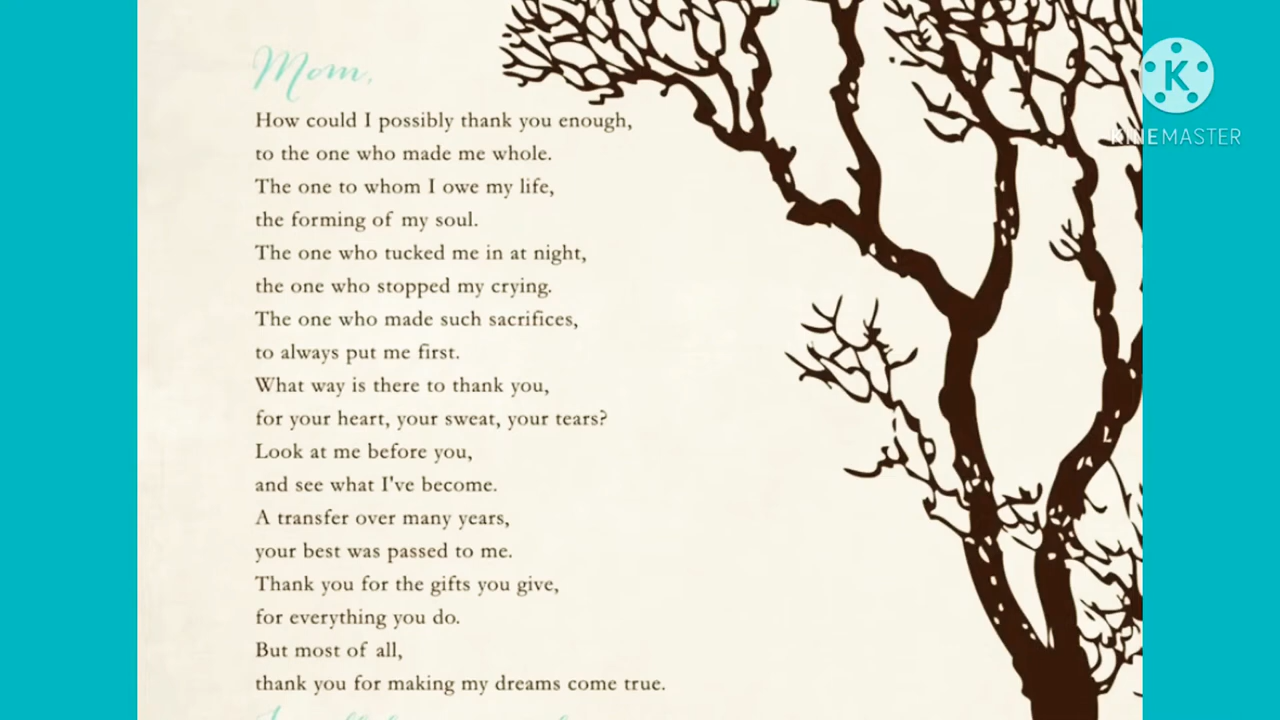 Mom,
How could I possibly thank you enough,
to the one who made me whole.
The one to whom I owe my life,
the forming of my soul.
The one who tucked me in at night,
the one who stopped my crying.
The one who made such sacrifices,
to always put me first.
What way is there to thank you,
for your heart, your sweat, your tears?
Look at me before you,
and see what I've become.
A transfer over many years,
your best was passed to me.
Thank you for the gifts you give,
for everything you do.
But most of all,
thank you for making my dreams come true.
K
KINEMASTER